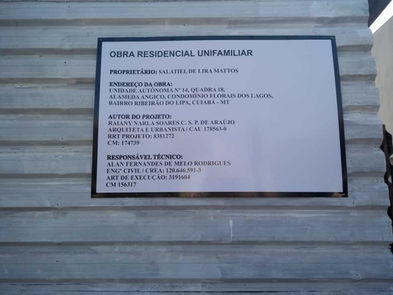 OBRA RESIDENCIAL UNIFAMILIAR
PROPRIETÁRIO: SALATIEL DE LIRA MATTOS
ENDEREÇO DA OBRA:
UNIDADE AUTÔNOMA Nº 14, QUADRA 18,
ALAMEDA ANGICO, CONDOMÍNIO FLORAIS DOS LAGOS,
BAIRRO RIBEIRÃO DO LIPA, CUIABÁ - MT
AUTOR DO PROJETO:
RAIANY NAILA SOARES C. S. P. DE ARAÚJO
ARQUITETA E URBANISTA / CAU 178563-0
RRT PROJETO: 8381272
CM: 174739
RESPONSÁVEL TÉCNICO:
ALAN FERNANDES DE MELO RODRIGUES
ENGº CIVIL / CREA: 120.646.591-3
ART DE EXECUÇÃO: 3191604
CM 156317